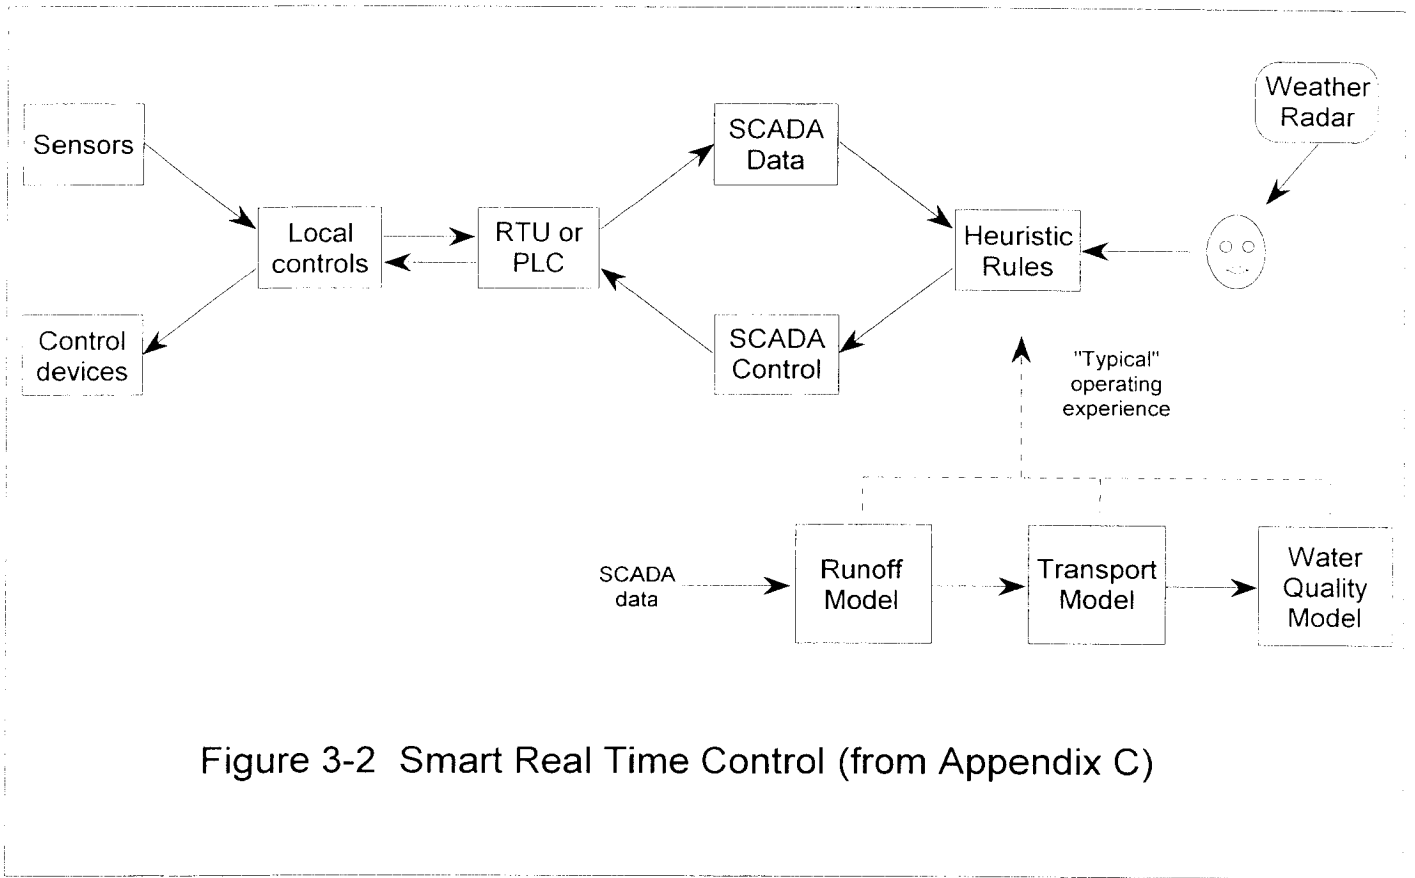 Weather
Radar
Sensors
SCADA
Data
Local
controls
RTU or
PLC
Heuristic
Rules
Control
devices
SCADA
Control
"Typical"
operating
experience
SCADA
data
Runoff
Model
Transport
Model
Water
Quality
Model
Figure 3-2 Smart Real Time Control (from Appendix C)